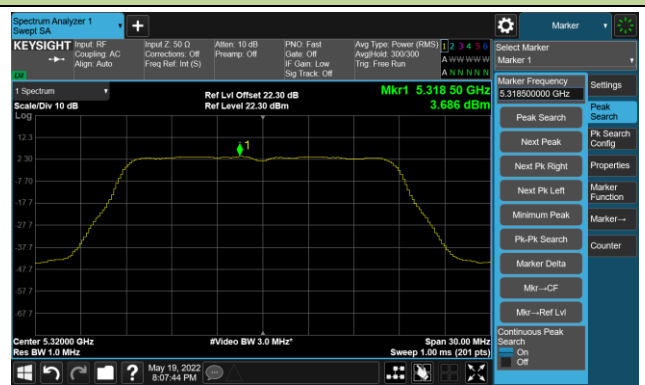 Spectrum Analyzer 1
Swept SA
+
Marker
KEYSIGHT
LXI
Input: RF
Coupling: AC
Align: Auto
Input Z: 50 Ω
Corrections: Off
Freq Ref: Int (S)
Atten: 10 dB
Preamp: Off
PNO: Fast
Gate: Off
IF Gain: Low
Sig Track: Off
Avg Type: Power (RMS)
Avg|Hold: 300/300
Trig: Free Run
1 2 3 4 5 6
A W W W W W
A N N N N N
Select Marker
Marker 1
1 Spectrum
Scale/Div 10 dB
Log
Ref Lvl Offset 22.30 dB
Ref Level 22.30 dBm
Mkr1 5.318 50 GHz
3.686 dBm
12.3
2.30
-7.70
-17.7
-27.7
-37.7
-47.7
-57.7
-67.7
1
Center 5.32000 GHz
Res BW 1.0 MHz
#Video BW 3.0 MHz*
Span 30.00 MHz
Sweep 1.00 ms (201 pts)
Marker Frequency
5.318500000 GHz
Peak Search
Next Peak
Next Pk Right
Next Pk Left
Minimum Peak
Pk-Pk Search
Marker Delta
Mkr→CF
Mkr→Ref Lvl
Continuous Peak
Search
On
Off
Settings
Peak
Search
Pk Search
Config
Properties
Marker
Function
Marker→
Counter
?
May 19, 2022
8:07:44 PM